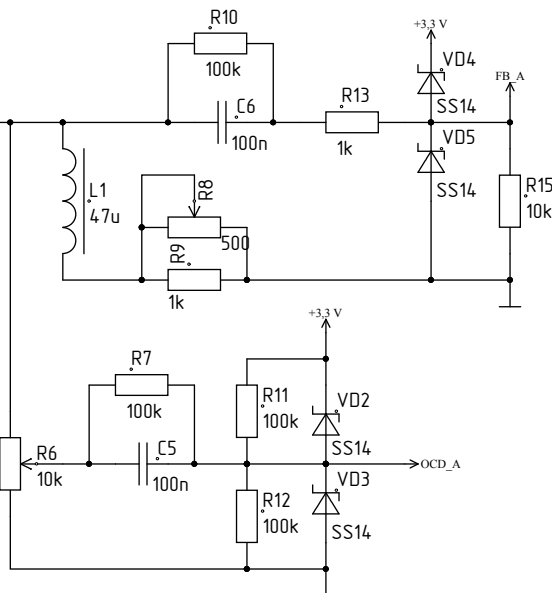 R10
100k
+3,3 V
VD4
SS14
FB_A
C6
100n
R13
1k
VD5
SS14
R15
10k
L1
47u
R8
500
R9
1k
+3,3 V
R7
100k
R11
100k
VD2
SS14
R6
10k
C5
100n
OCD_A
R12
100k
VD3
SS14